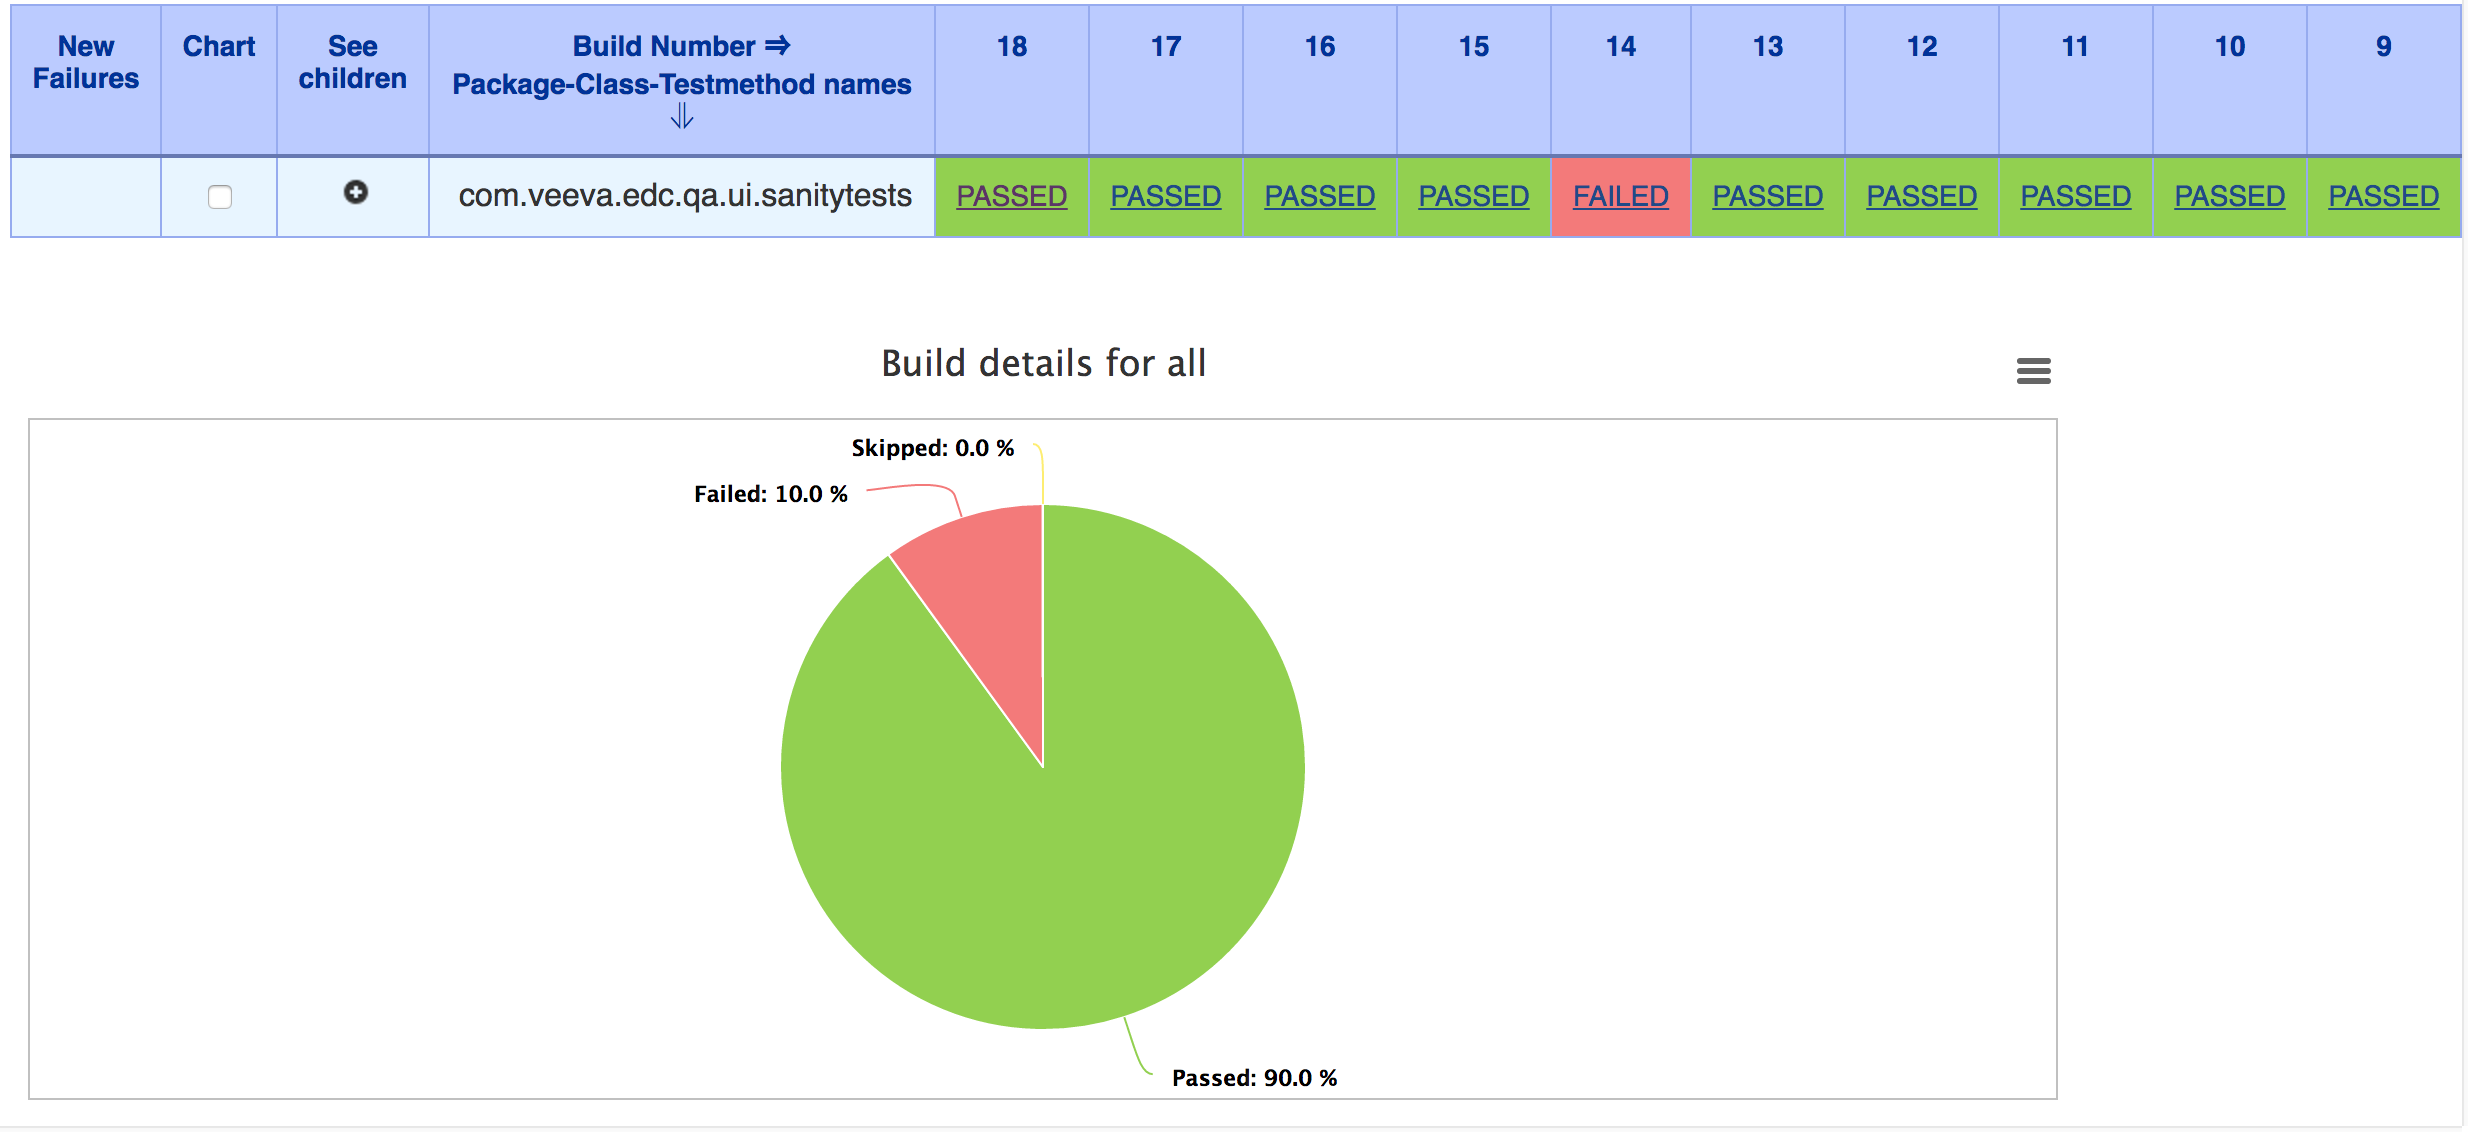 New Failures
Chart
See children
Build Number ⇒
Package-Class-Testmethod names
⇓
18 17 16 15 14 13 12 11 10 9
com.veeva.edc.qa.ui.sanitytests PASSED PASSED PASSED PASSED FAILED PASSED PASSED PASSED PASSED PASSED
Build details for all
Skipped: 0.0 %
Failed: 10.0 %
Passed: 90.0 %